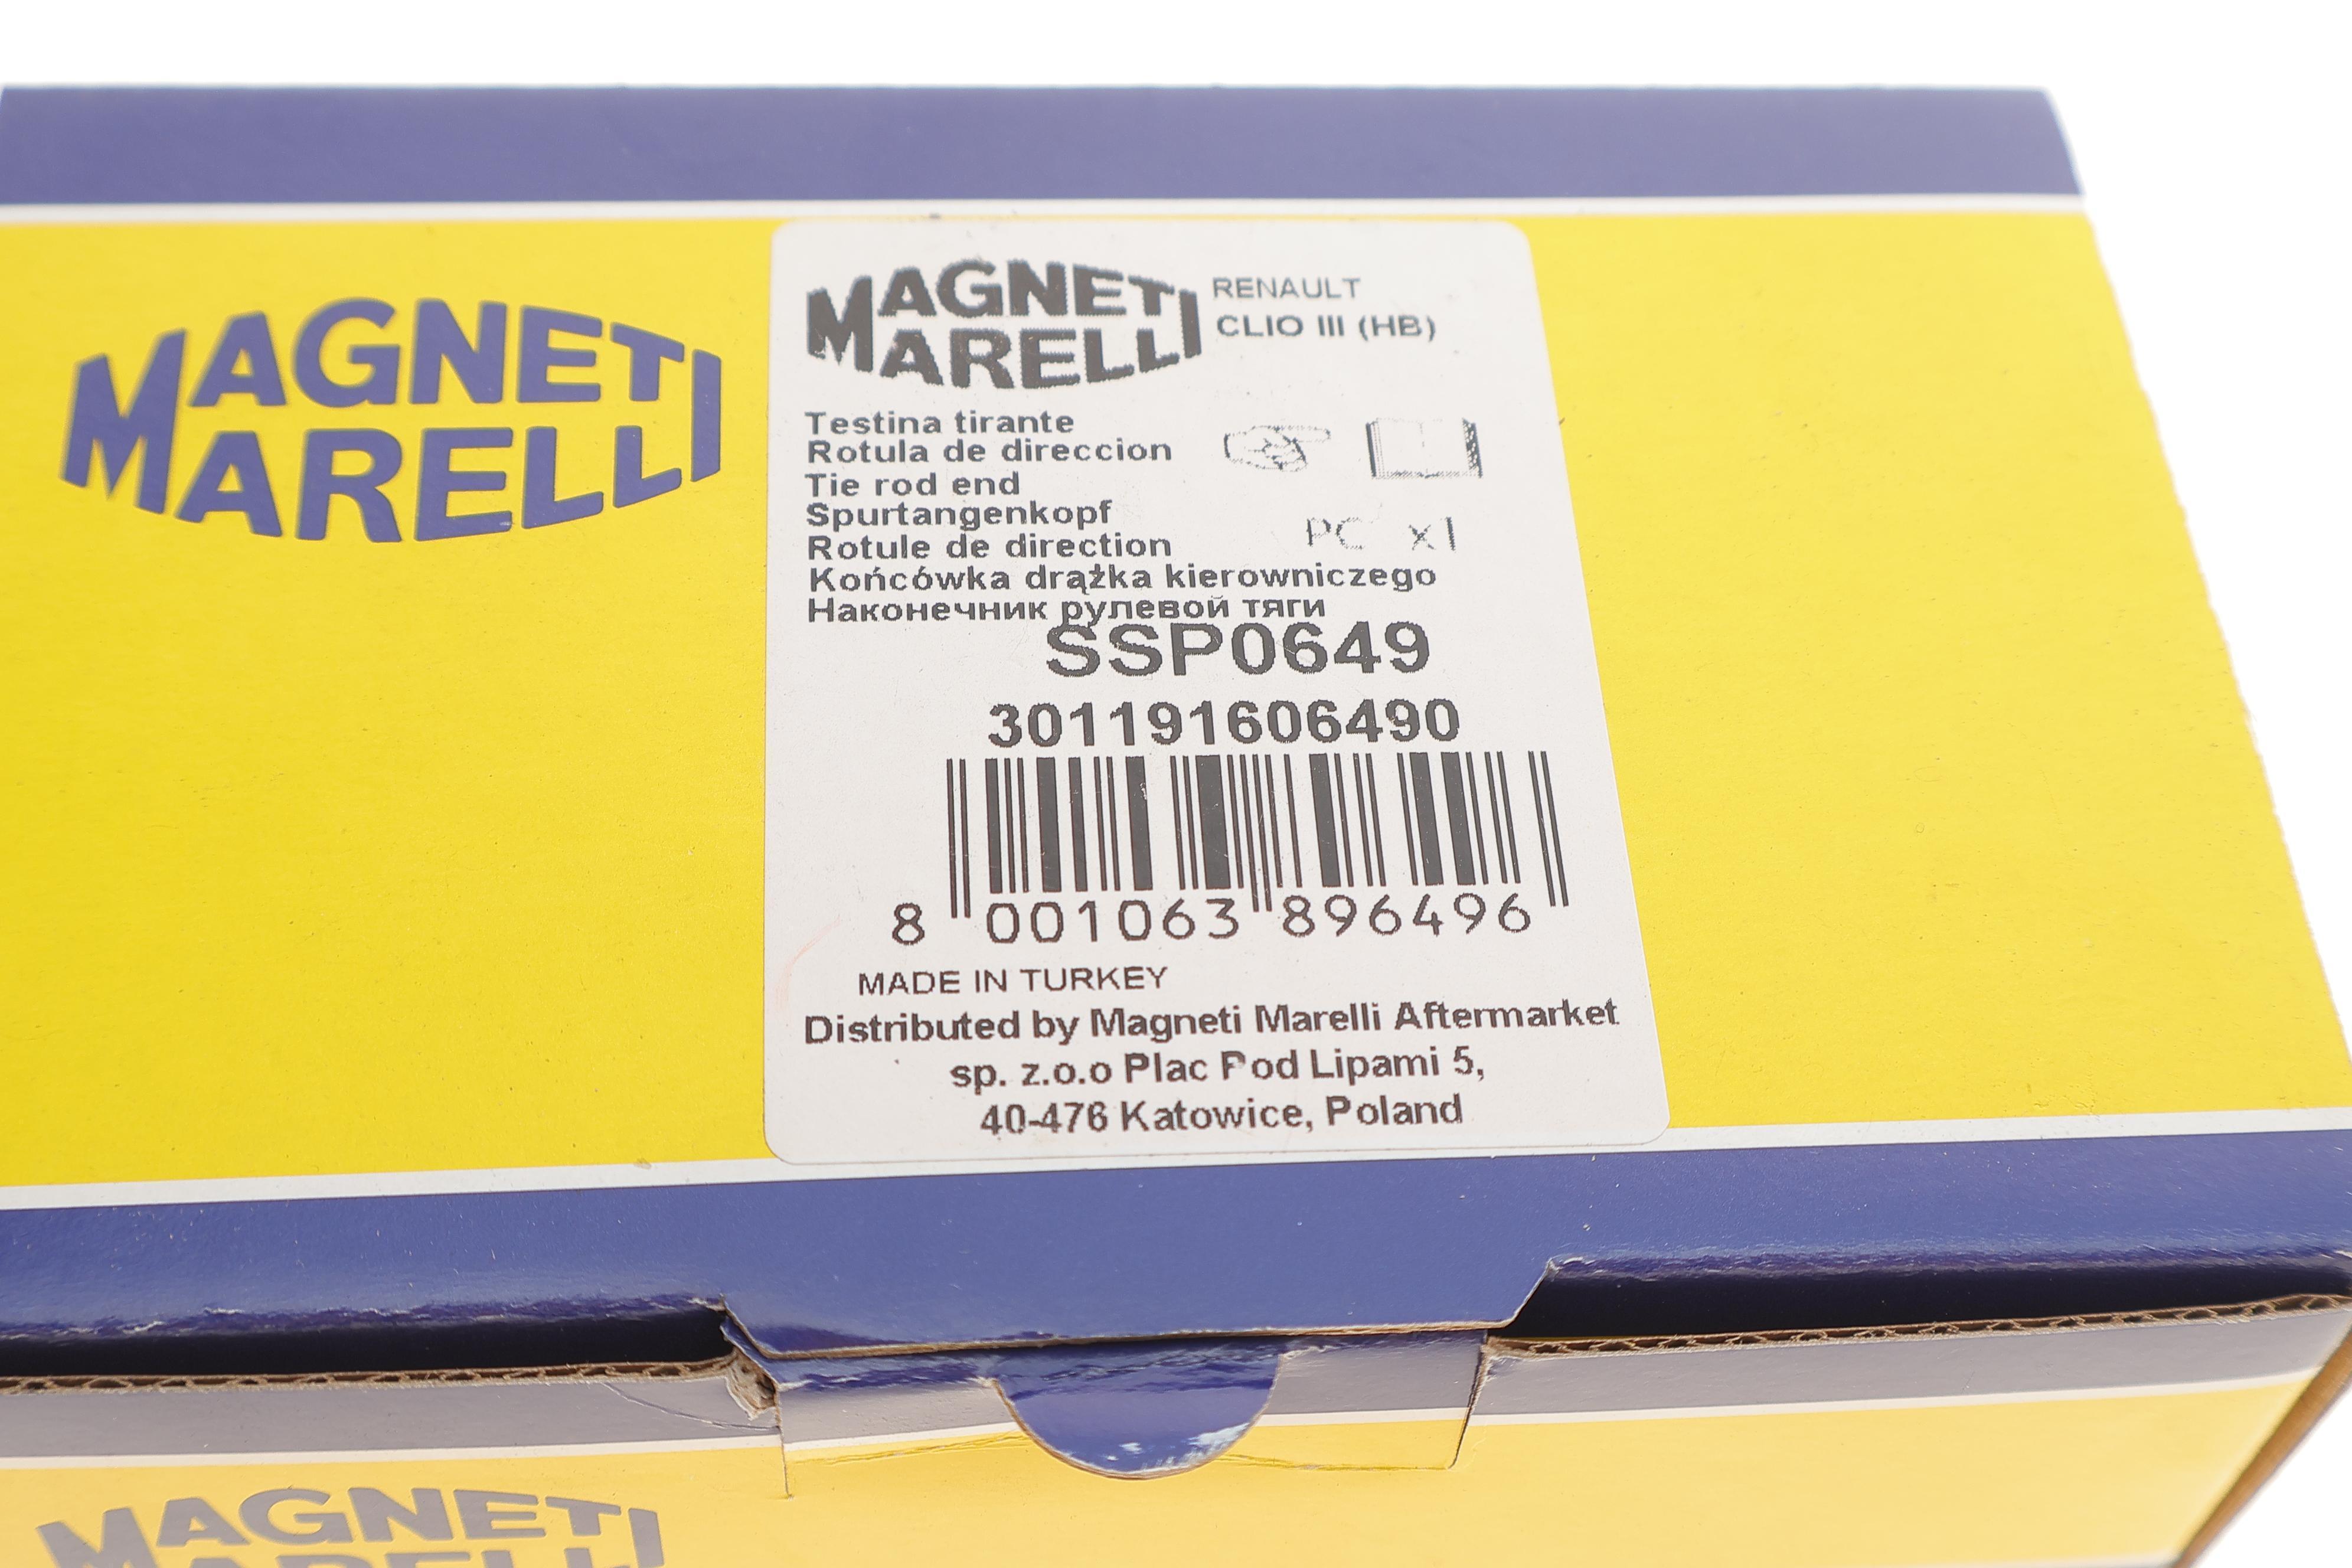 MAGNETI
MARELLI
MAGNETI
MARELLI
RENAULT
CLIO III (HB)
Testina tirante
Rotula de direccion
Tie rod end
Spurtangenkopf
Rotule de direction
Końcówka drążka kierowniczego
Наконечник рулевой тяги
PC x1
SSP0649
301191606490
8 001063 896496
MADE IN TURKEY
Distributed by Magneti Marelli Aftermarket
sp. z.o.o Plac Pod Lipami 5,
40-476 Katowice, Poland
MAGNETI
MARELLI